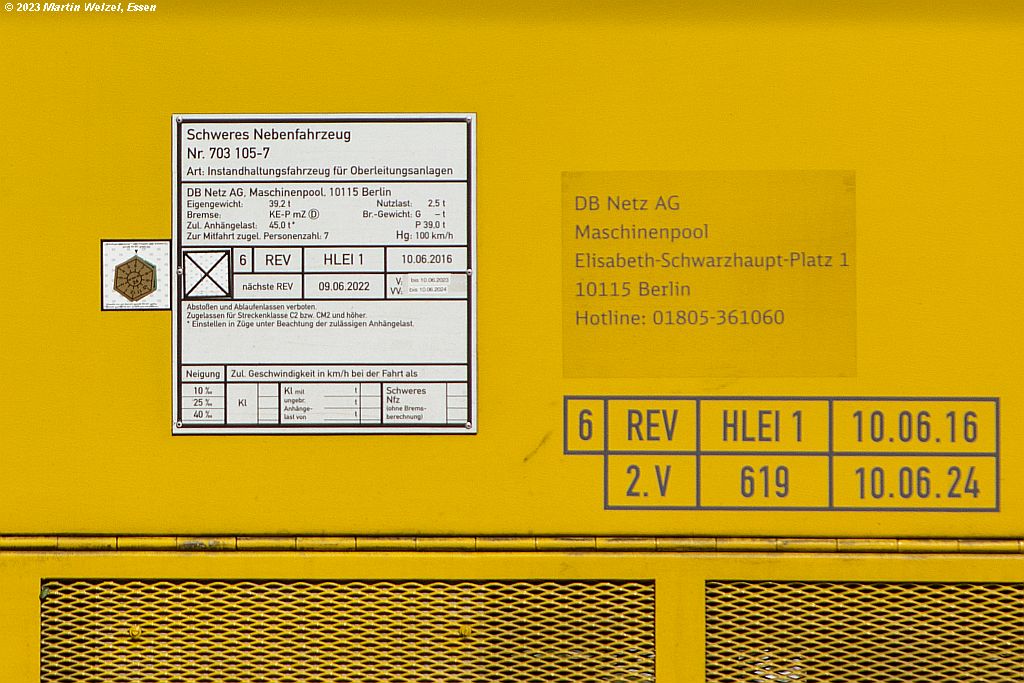 © 2023 Martin Welzel, Essen
Schweres Nebenfahrzeug
Nr. 703 105-7
Art: Instandhaltungsfahrzeug für Oberleitungsanlagen
DB Netz AG, Maschinenpool, 10115 Berlin
Eigengewicht: 39,2 t Nutzlast: 2,5 t
Bremse: KE-P mZ Ⓓ Br.-Gewicht: G – t
Zul. Anhängelast: 45,0 t* P 39,0 t
Zur Mitfahrt zugel. Personenzahl: 7 Hg: 100 km/h
6 REV HLEI 1 10.06.2016
nächste REV 09.06.2022 V: bis 10.06.2023
VV: bis 10.06.2024
Abstoßen und Ablaufenlassen verboten.
Zugelassen für Streckenklasse C2 bzw. CM2 und höher.
* Einstellen in Züge unter Beachtung der zulässigen Anhängelast.
Neigung Zul. Geschwindigkeit in km/h bei der Fahrt als
10 ‰
25 ‰
40 ‰
Kl
Kl mit t
ungebr.
Anhänge- t
last von t
Schweres
Nfz
(ohne Brems-
berechnung)
DB Netz AG
Maschinenpool
Elisabeth-Schwarzhaupt-Platz 1
10115 Berlin
Hotline: 01805-361060
6 REV HLEI 1 10.06.16
2. V 619 10.06.24